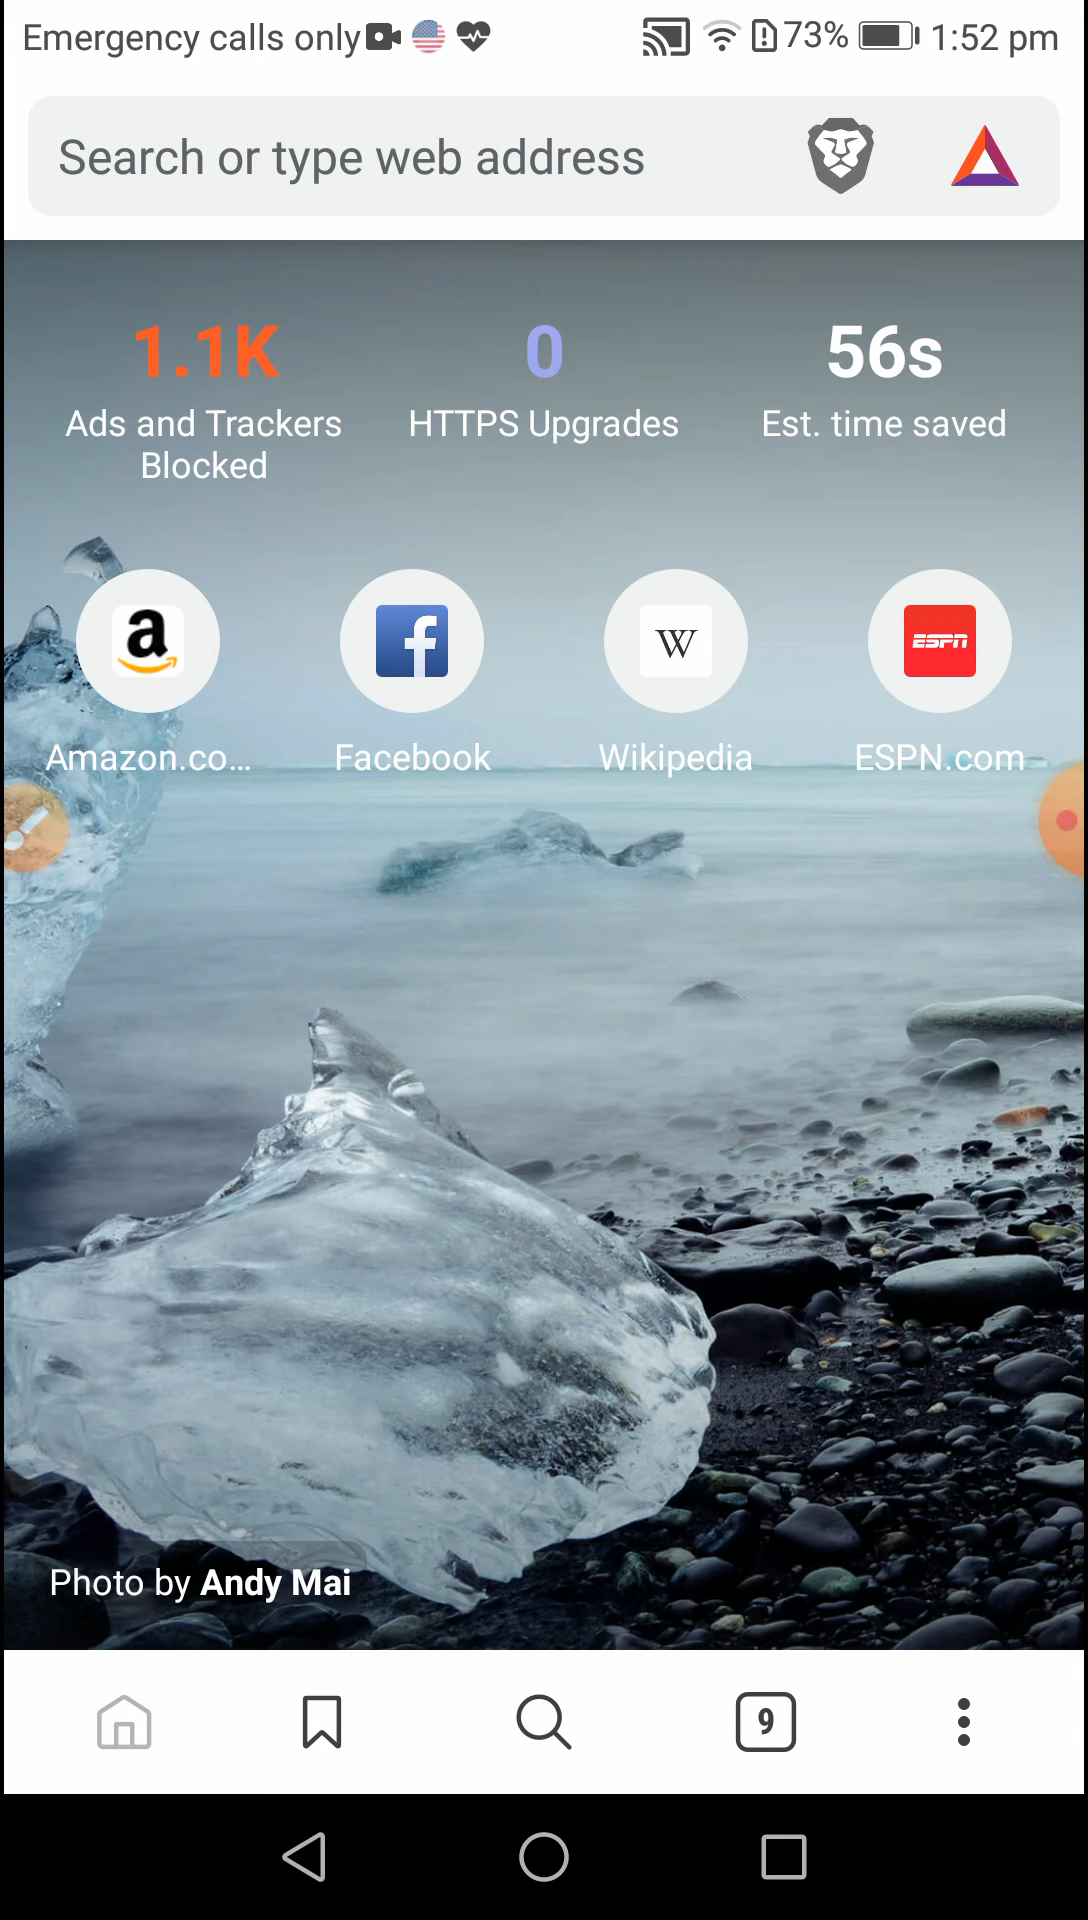 Emergency calls only 73% 1:52 pm
Search or type web address
1.1K 0 56s
Ads and Trackers Blocked HTTPS Upgrades Est. time saved
a f W ESPN
Amazon.co... Facebook Wikipedia ESPN.com
Photo by Andy Mai
9